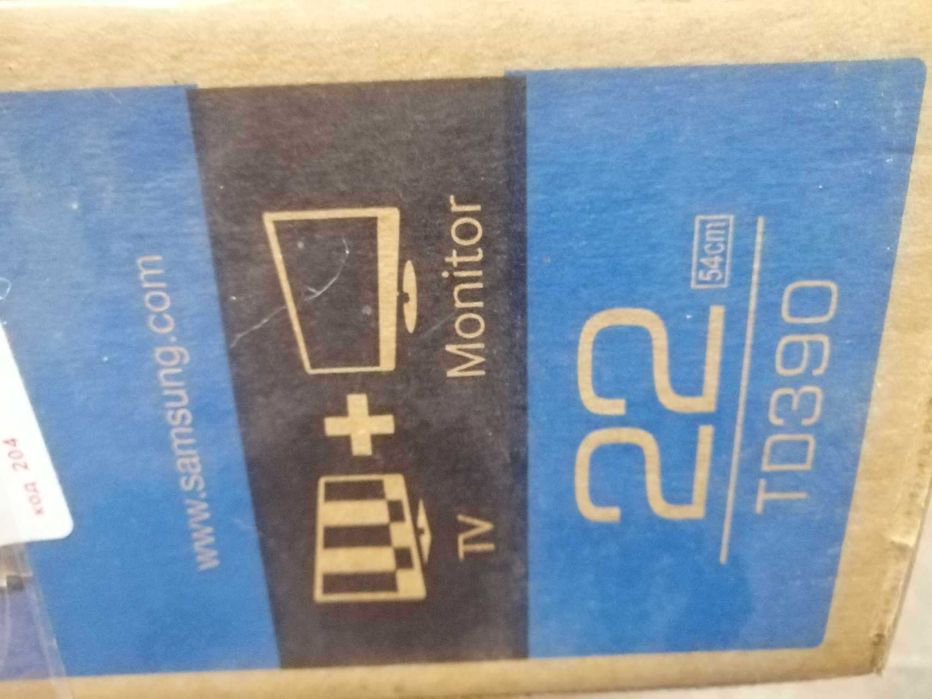 www.samsung.com
TV Monitor
22 54cm
TD390
код 204